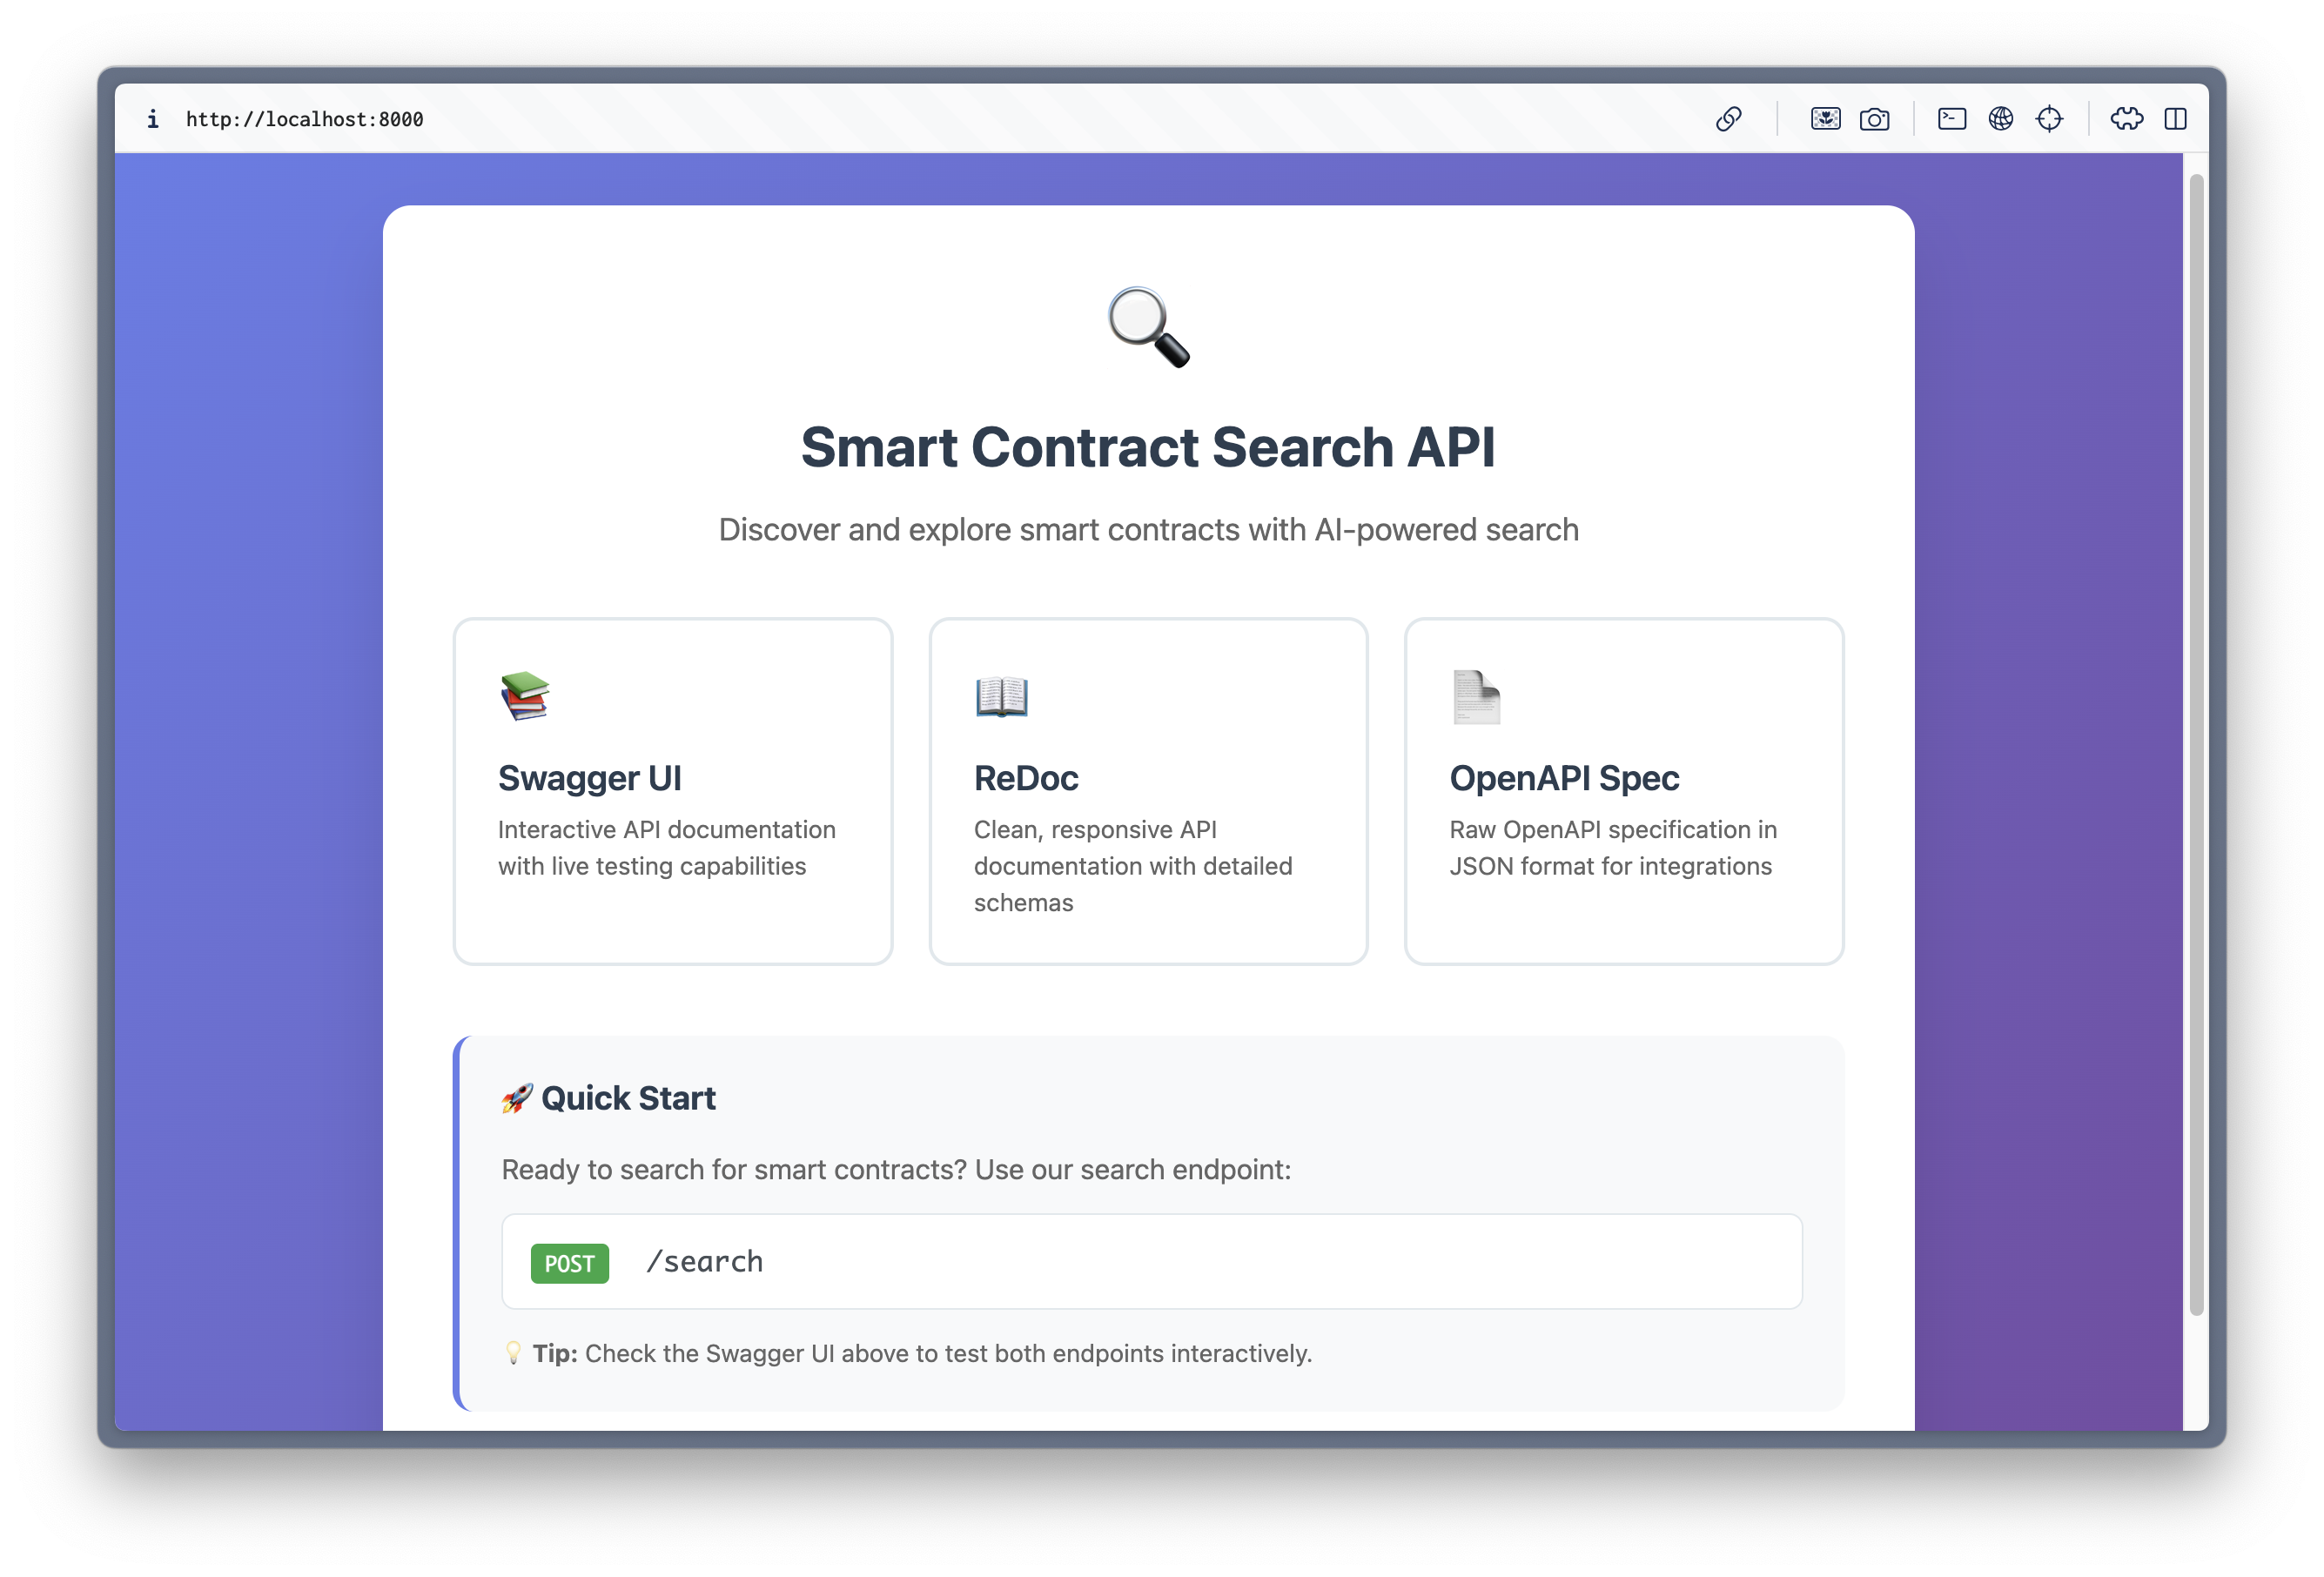 http://localhost:8000
Smart Contract Search API
Discover and explore smart contracts with AI-powered search
Swagger UI
Interactive API documentation
with live testing capabilities
ReDoc
Clean, responsive API
documentation with detailed
schemas
OpenAPI Spec
Raw OpenAPI specification in
JSON format for integrations
🚀 Quick Start
Ready to search for smart contracts? Use our search endpoint:
POST /search
💡 Tip: Check the Swagger UI above to test both endpoints interactively.